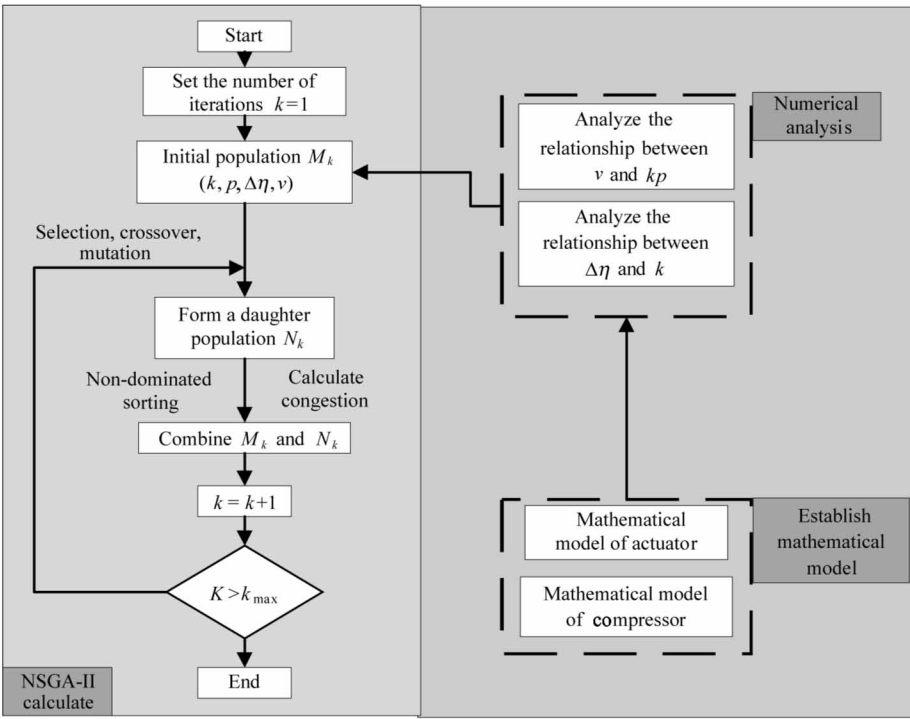 Start
Set the number of
iterations k=1
Initial population Mₖ
(k, p, Δη, v)
Selection, crossover,
mutation
Form a daughter
population Nₖ
Non-dominated
sorting
Calculate
congestion
Combine Mₖ and Nₖ
k = k+1
K>kmax
End
NSGA-II
calculate
Numerical
analysis
Analyze the
relationship between
v and kp
Analyze the
relationship between
Δη and k
Establish
mathematical
model
Mathematical
model of actuator
Mathematical model
of compressor